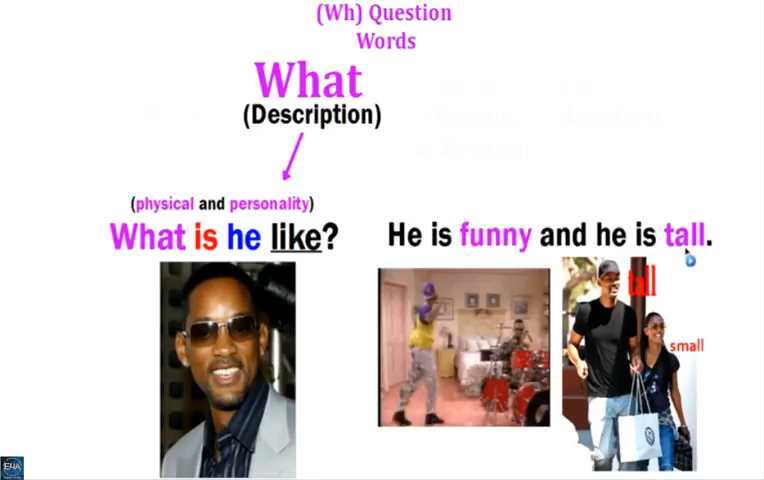 (Wh) Question
Words
What
(Description)
(physical and personality)
What is he like?
He is funny and he is tall.
tall
small
E4A